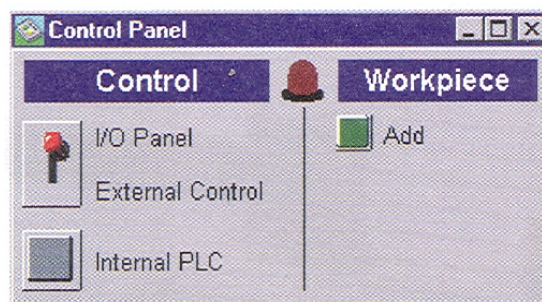 Control Panel
Control
Workpiece
I/O Panel
Add
External Control
Internal PLC